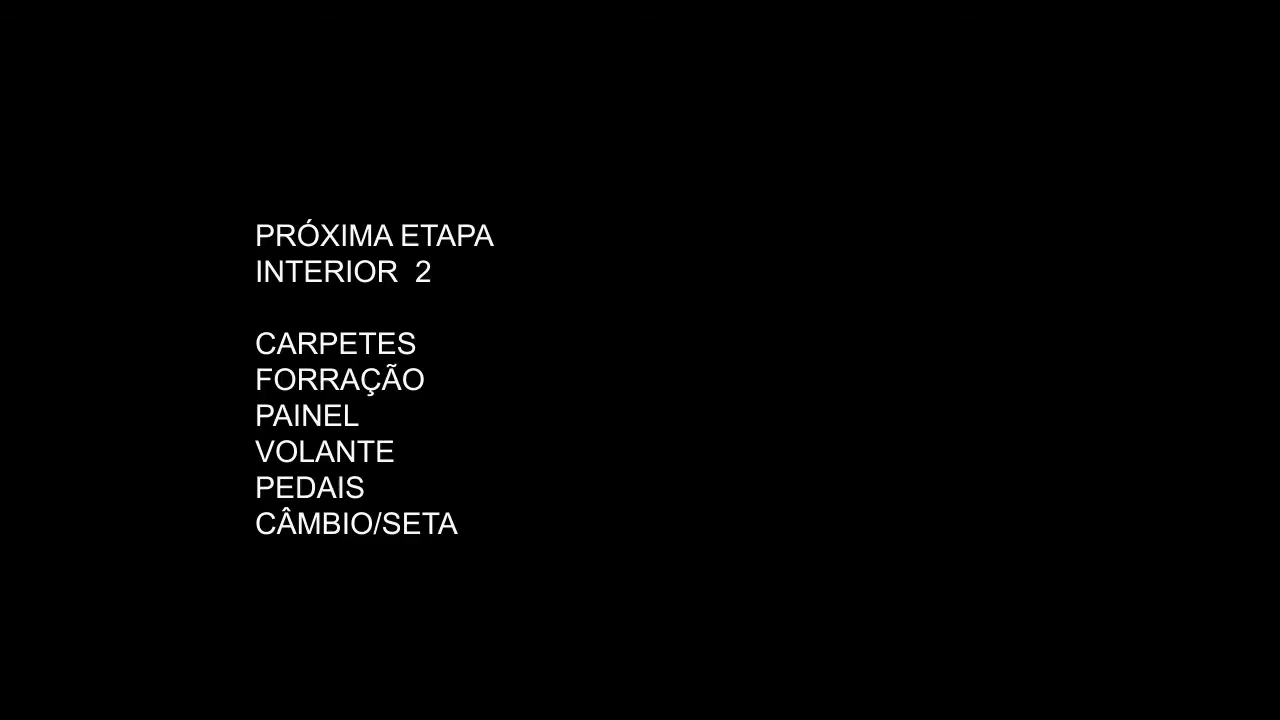 PRÓXIMA ETAPA
INTERIOR  2
CARPETES
FORRAÇÃO
PAINEL
VOLANTE
PEDAIS
CÂMBIO/SETA